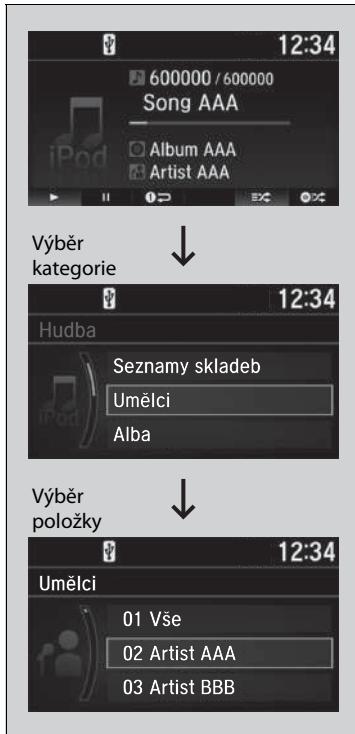 12:34
600000 / 600000
Song AAA
iPod
Album AAA
Artist AAA
Výběr
kategorie
12:34
Hudba
Seznamy skladeb
iPod
Umělci
Alba
Výběr
položky
12:34
Umělci
01 Vše
02 Artist AAA
03 Artist BBB